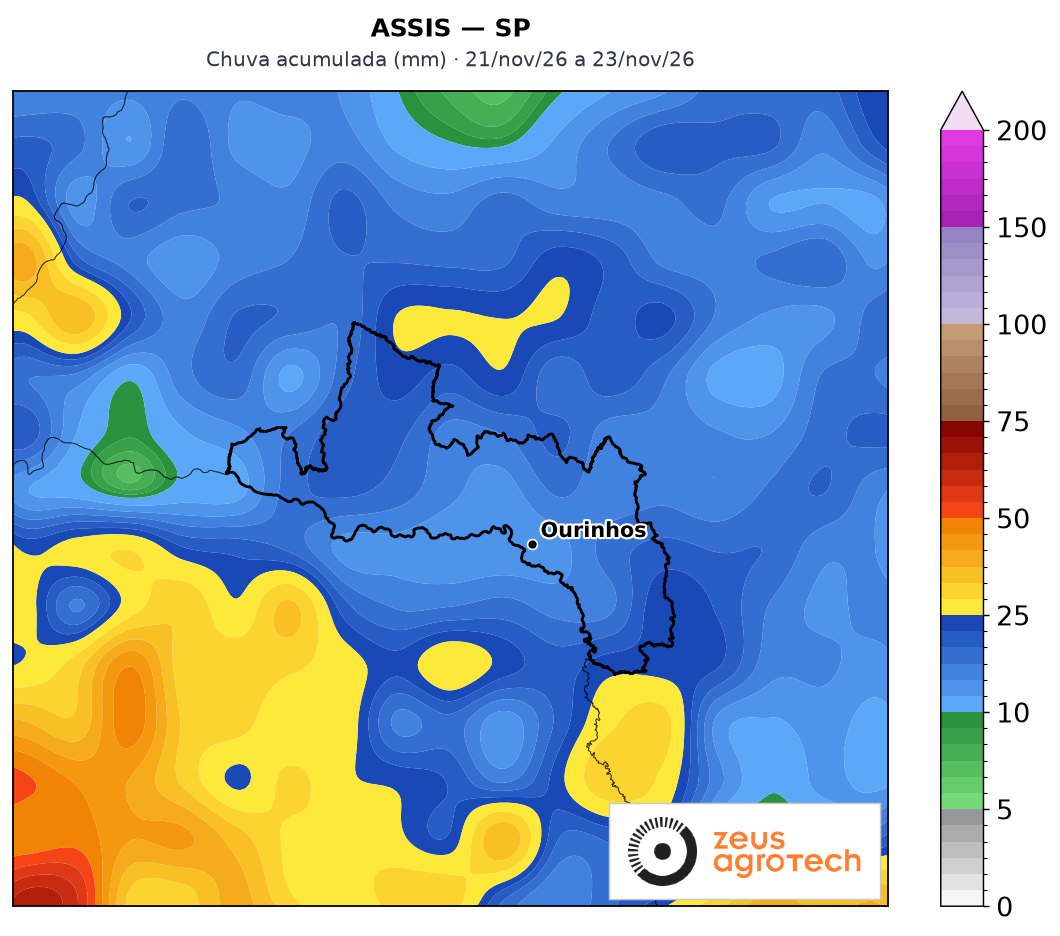 ASSIS — SP
Chuva acumulada (mm) · 21/nov/26 a 23/nov/26
200
150
100
75
50
25
10
5
0
Ourinhos
zeus
agrotech